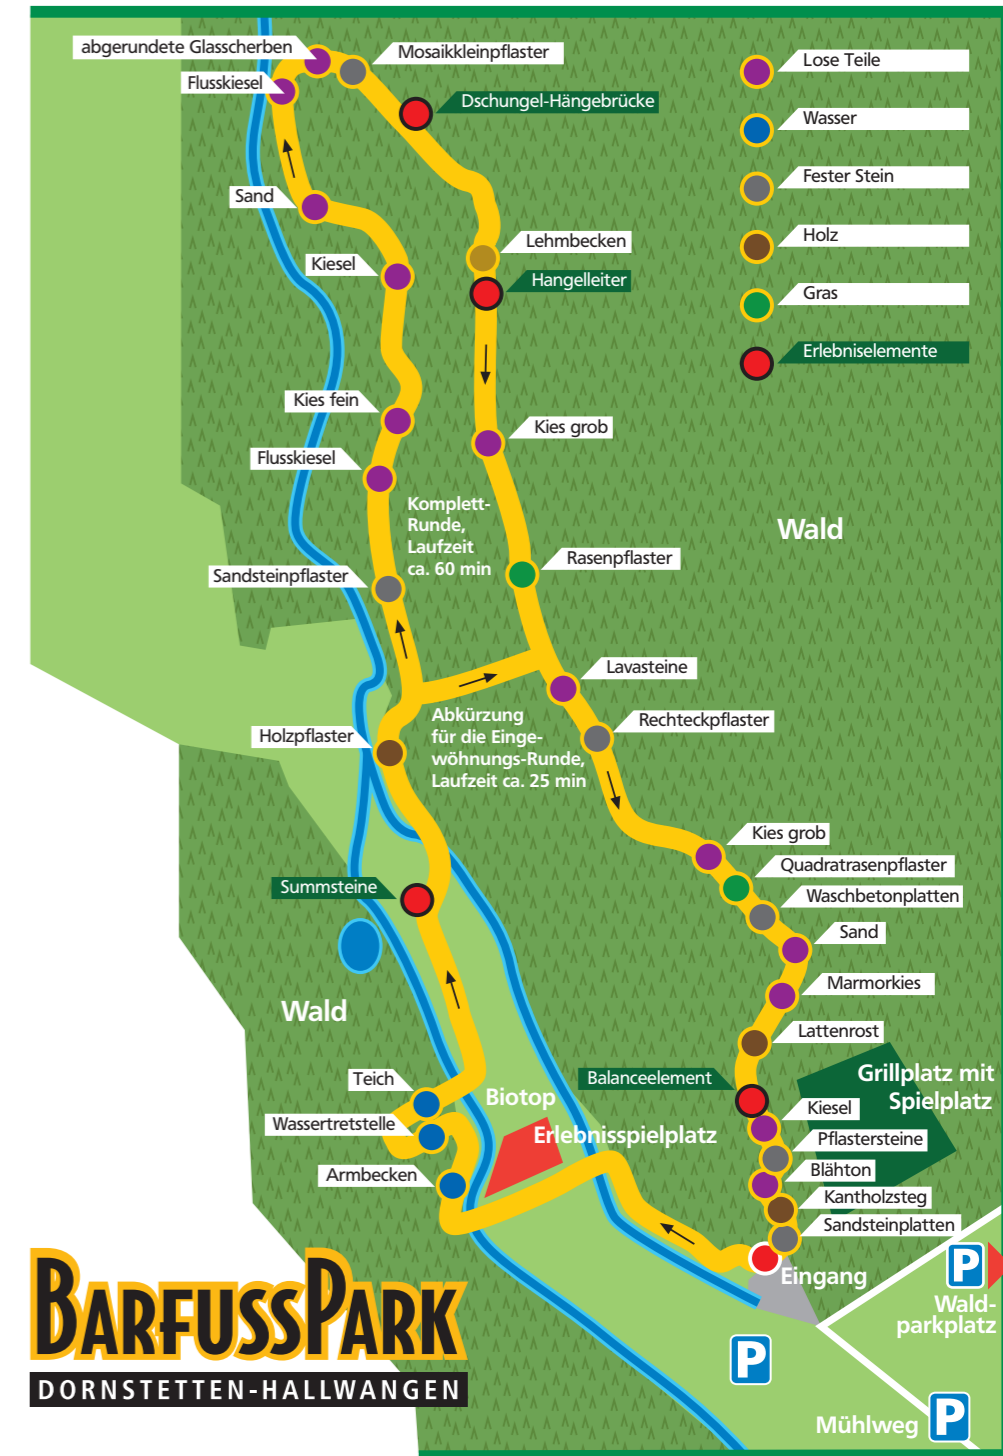 abgerundete Glasscherben
Mosaikkleinpflaster
Flusskiesel
Dschungel-Hängebrücke
Lose Teile
Wasser
Fester Stein
Holz
Gras
Erlebniselemente
Sand
Lehmbecken
Kiesel
Hangelleiter
Kies fein
Kies grob
Flusskiesel
Komplett-
Runde,
Laufzeit
ca. 60 min
Wald
Rasenpflaster
Sandsteinpflaster
Lavasteine
Abkürzung
für die Einge-
wöhnungs-Runde,
Laufzeit ca. 25 min
Rechteckpflaster
Holzpflaster
Kies grob
Quadratrasenpflaster
Summsteine
Waschbetonplatten
Sand
Marmorkies
Wald
Lattenrost
Teich
Balanceelement
Grillplatz mit
Spielplatz
Biotop
Kiesel
Wassertretstelle
Erlebnisspielplatz
Pflastersteine
Armbecken
Blähton
Kantholzsteg
Sandsteinplatten
Eingang
P
Wald-
parkplatz
BARFUSSPARK
DORNSTETTEN-HALLWANGEN
P
Mühlweg
P